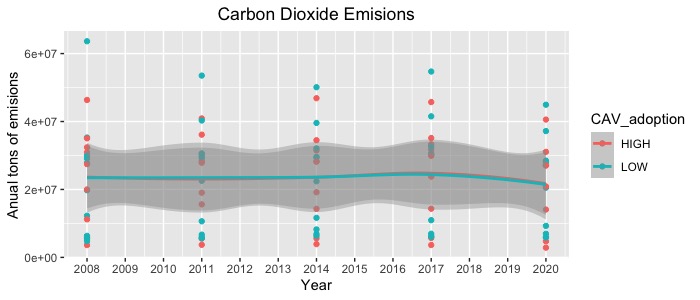 Carbon Dioxide Emisions
Anual tons of emisions
6e+07
4e+07
2e+07
0e+00
2008 2009 2010 2011 2012 2013 2014 2015 2016 2017 2018 2019 2020
Year
CAV_adoption
HIGH
LOW